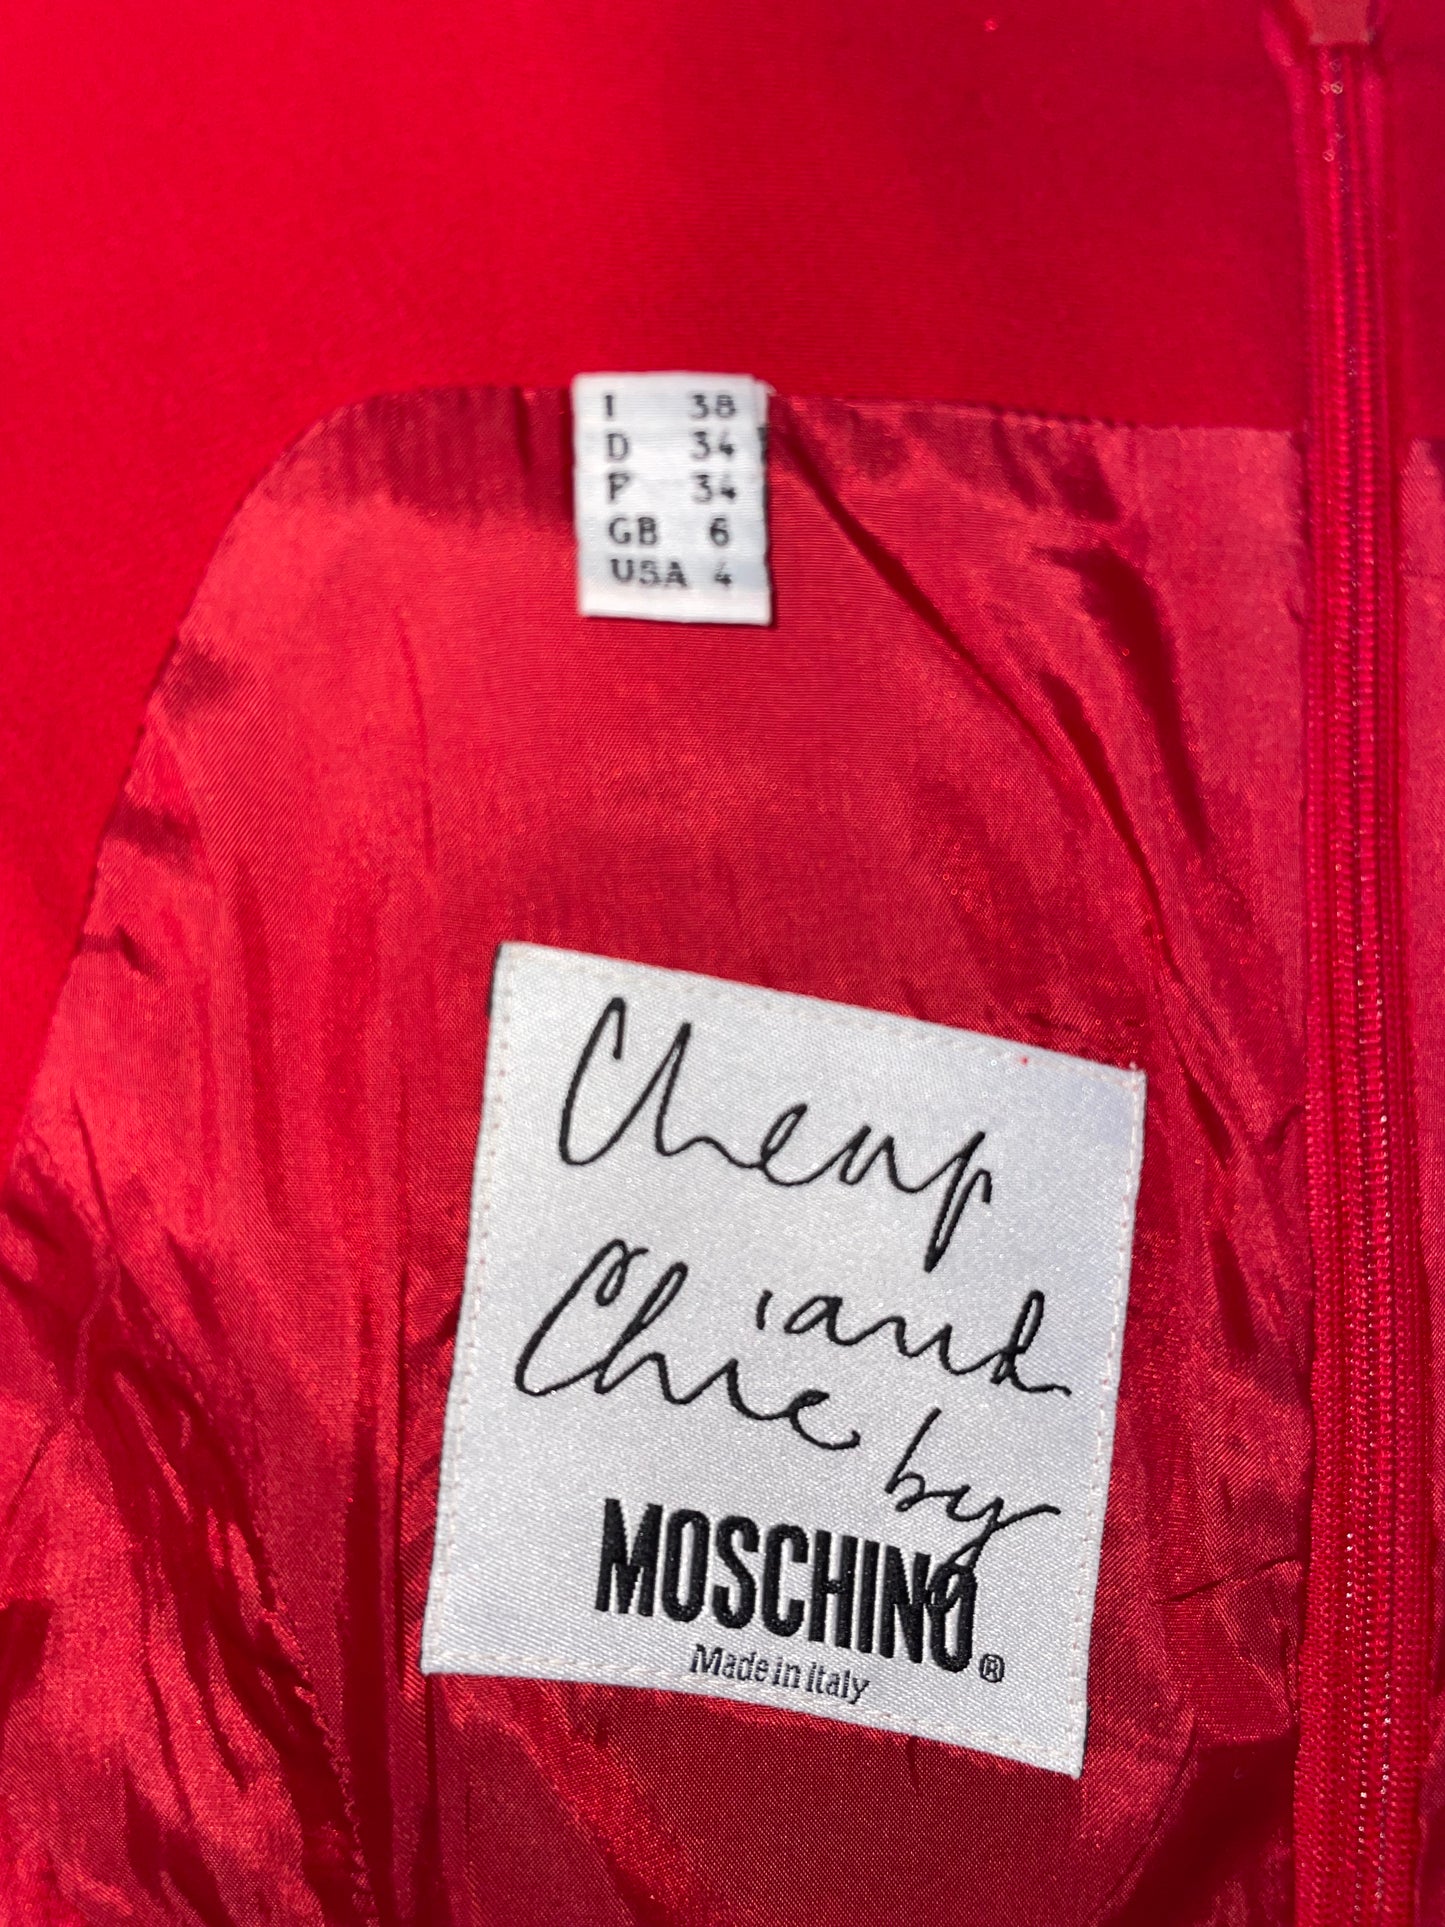 I 38
D 34
F 34
GB 6
USA 4
Cheap
and
Chic by
MOSCHINO®
Made in Italy